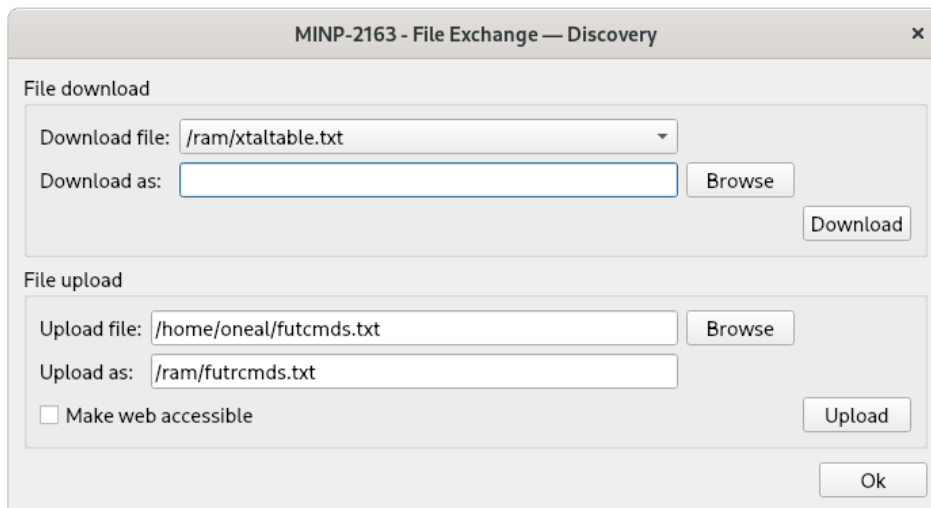 MINP-2163 - File Exchange — Discovery
File download
Download file: /ram/xtaltable.txt
Download as: Browse
Download
File upload
Upload file: /home/oneal/futcmds.txt Browse
Upload as: /ram/futrcmds.txt
Make web accessible Upload
Ok